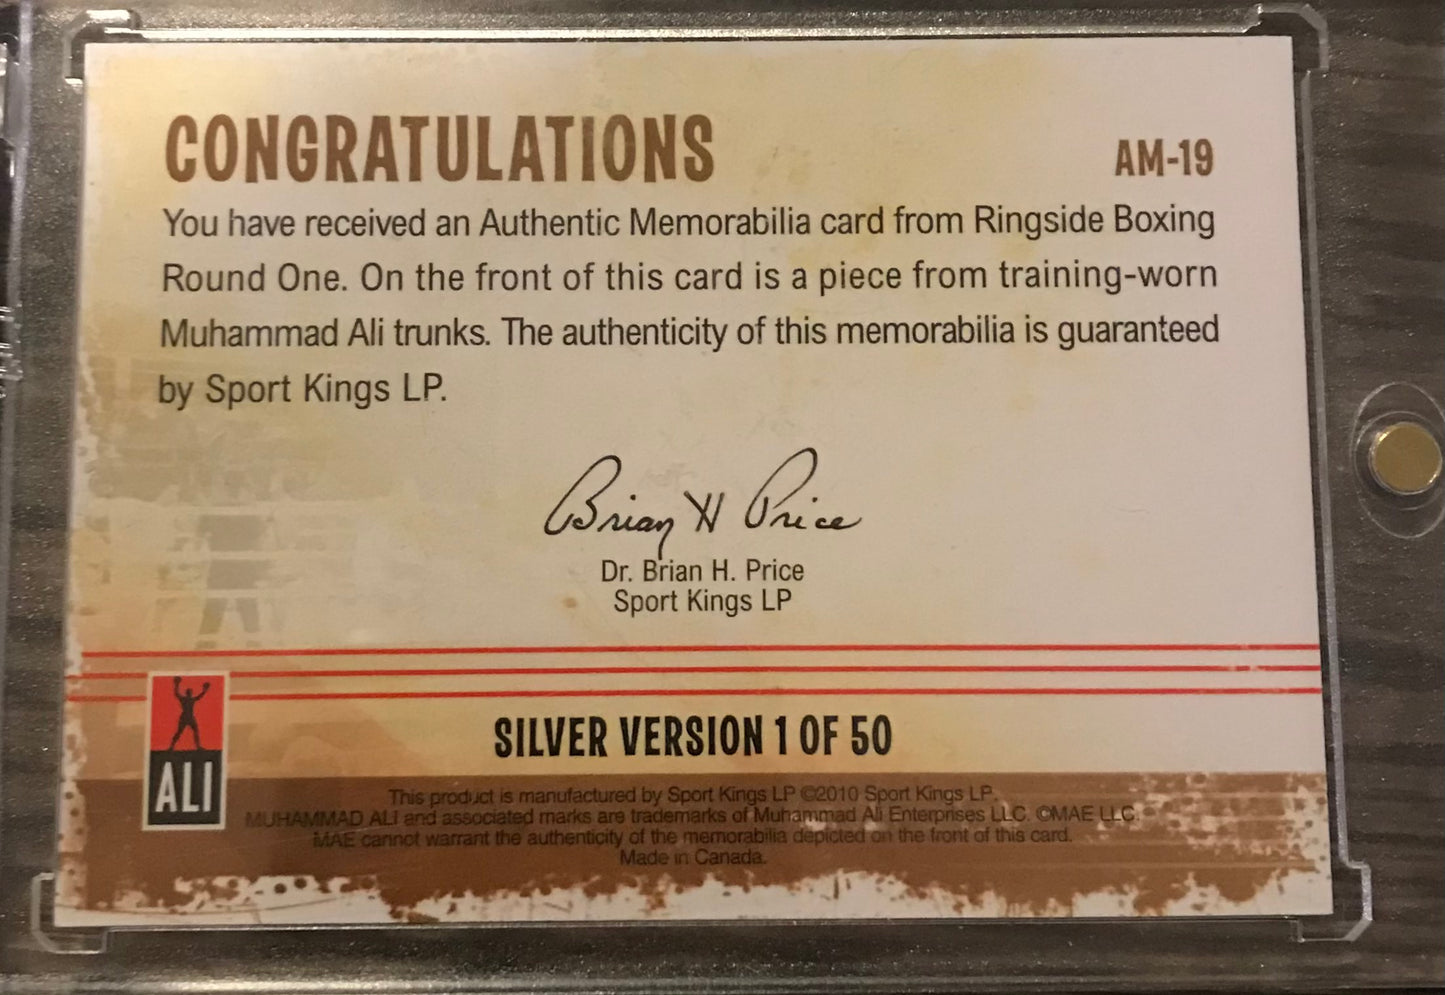 CONGRATULATIONS
AM-19
You have received an Authentic Memorabilia card from Ringside Boxing
Round One. On the front of this card is a piece from training-worn
Muhammad Ali trunks. The authenticity of this memorabilia is guaranteed
by Sport Kings LP.
Brian H Price
Dr. Brian H. Price
Sport Kings LP
SILVER VERSION 1 OF 50
ALI
This product is manufactured by Sport Kings LP ©2010 Sport Kings LP.
MUHAMMAD ALI and associated marks are trademarks of Muhammad Ali Enterprises LLC. ©MAE LLC.
MAE cannot warrant the authenticity of the memorabilia depicted on the front of this card.
Made in Canada.